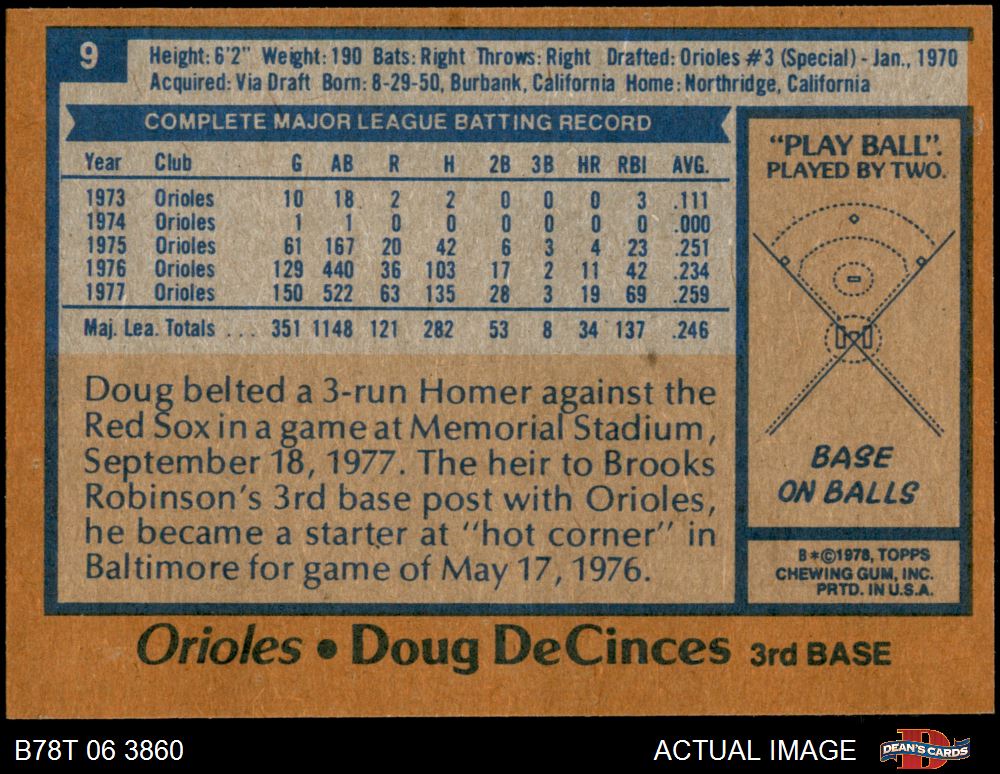 9
Height: 6'2" Weight: 190 Bats: Right Throws: Right Drafted: Orioles #3 (Special) - Jan., 1970
Acquired: Via Draft Born: 8-29-50, Burbank, California Home: Northridge, California
COMPLETE MAJOR LEAGUE BATTING RECORD
Year Club G AB R H 2B 3B HR RBI AVG.
1973 Orioles 10 18 2 2 0 0 0 3 .111
1974 Orioles 1 1 0 0 0 0 0 0 .000
1975 Orioles 61 167 20 42 6 3 4 23 .251
1976 Orioles 129 440 36 103 17 2 11 42 .234
1977 Orioles 150 522 63 135 28 3 19 69 .259
Maj. Lea. Totals ... 351 1148 121 282 53 8 34 137 .246
Doug belted a 3-run Homer against the
Red Sox in a game at Memorial Stadium,
September 18, 1977. The heir to Brooks
Robinson's 3rd base post with Orioles,
he became a starter at "hot corner" in
Baltimore for game of May 17, 1976.
"PLAY BALL".
PLAYED BY TWO.
BASE
ON BALLS
B*©1978, TOPPS
CHEWING GUM, INC.
PRTD. IN U.S.A.
Orioles • Doug DeCinces 3rd BASE
B78T 06 3860
ACTUAL IMAGE
D
DEAN'S CARDS